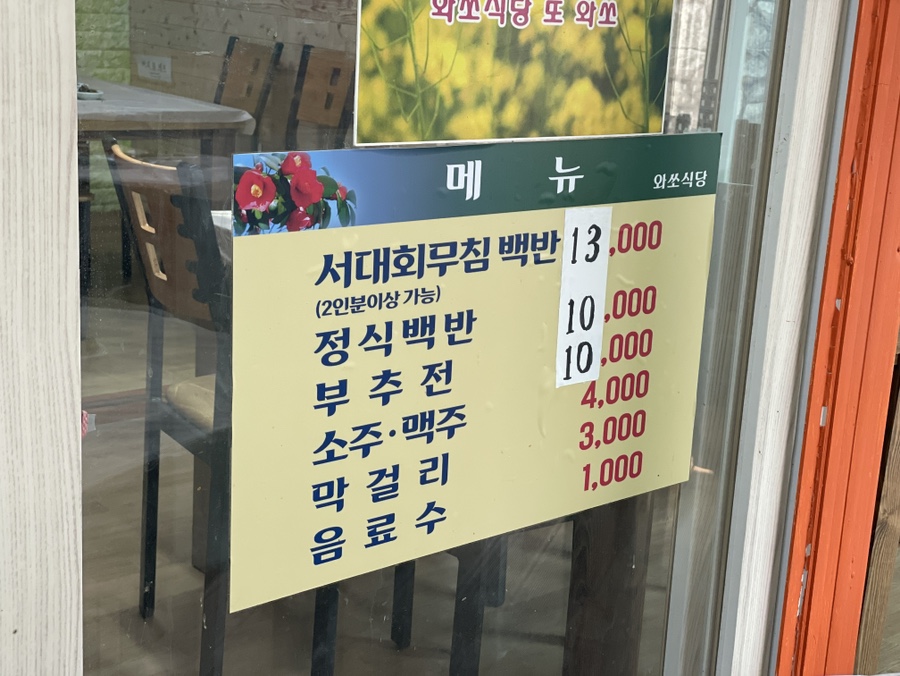 와쏘식당 또 와쏘
메 뉴
와쏘식당
서대회무침 백반 13,000
(2인분이상 가능)
정식백반 10,000
부추전 10,000
소주·맥주 4,000
막걸리 3,000
음료수 1,000